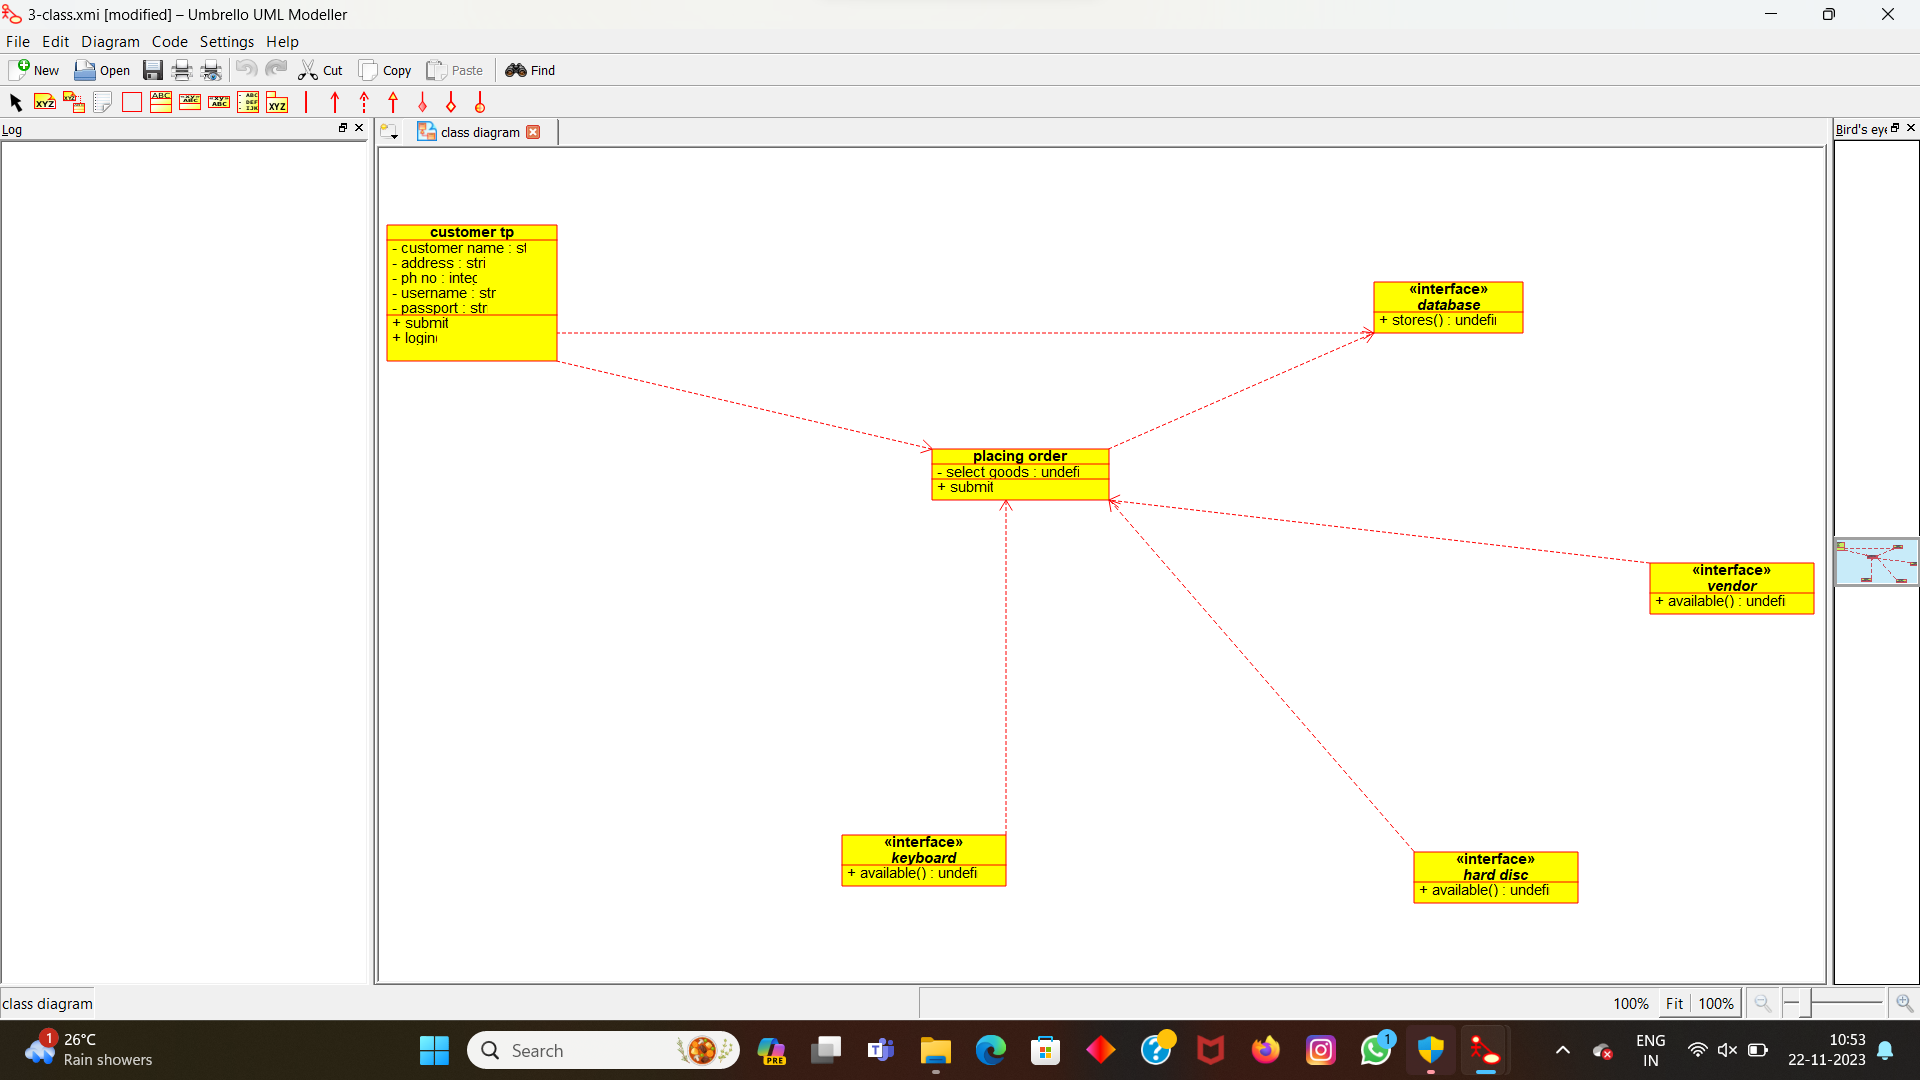 3-class.xmi [modified] – Umbrello UML Modeller
File Edit Diagram Code Settings Help
New Open Cut Copy Paste Find
Log
class diagram
Bird's eye
customer tp
- customer name : st
- address : stri
- ph no : integ
- username : str
- passport : str
+ submit
+ login(
«interface»
database
+ stores() : undefin
placing order
- select goods : undefi
+ submit
«interface»
vendor
+ available() : undefi
«interface»
keyboard
+ available() : undefi
«interface»
hard disc
+ available() : undefi
class diagram
100% Fit 100%
1
26°C
Rain showers
Search
PRE
1
ENG
IN
10:53
22-11-2023